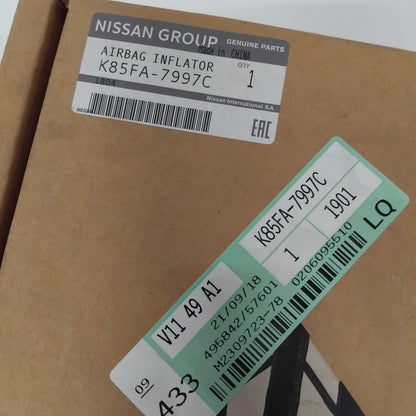 NISSAN GROUP GENUINE PARTS
Made in CHINA
AIRBAG INFLATOR QTY
K85FA-7997C 1
1804
Nissan International SA
EAC
K85FA-7997C
1 1901
LQ
V11 49 A1
21/09/18
495842/57601
M2309723-78 0206095510
09
433